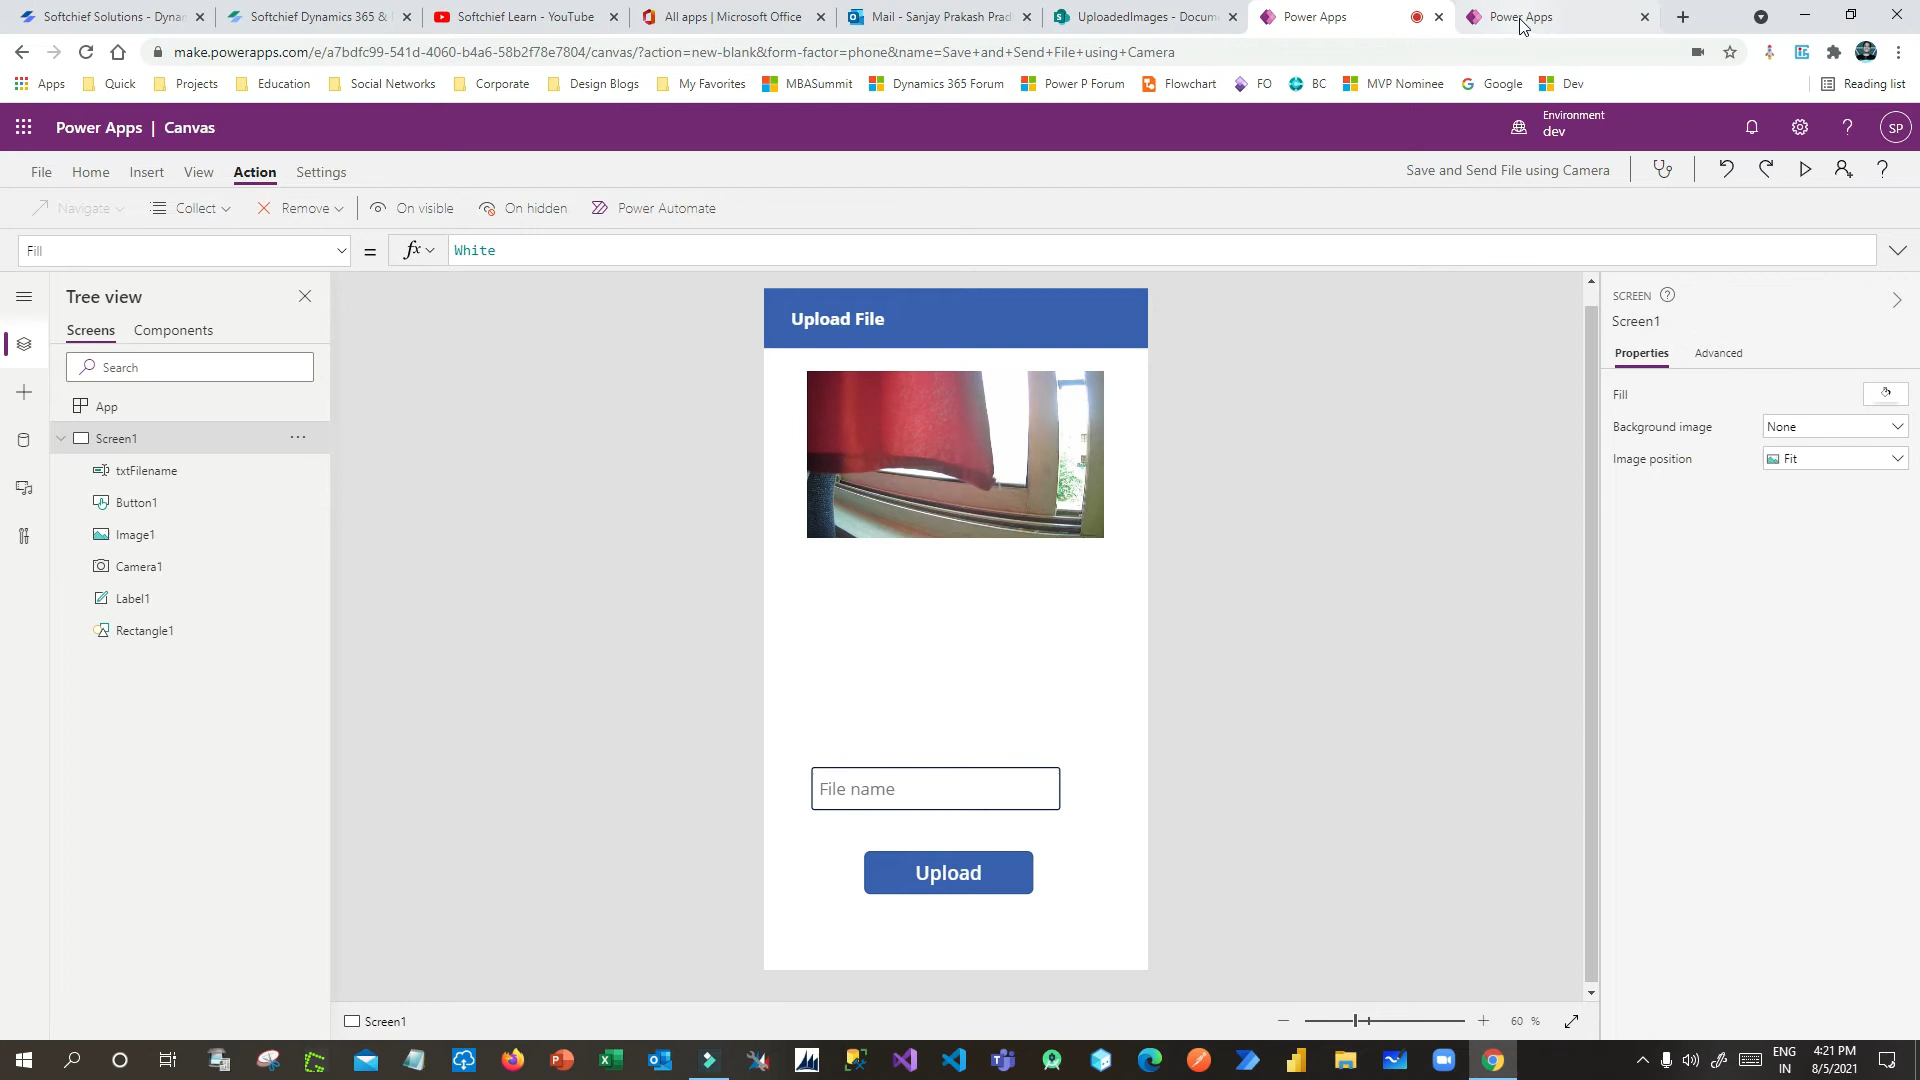 Softchief Solutions - Dynam
Softchief Dynamics 365 &
Softchief Learn - YouTube
All apps | Microsoft Office
Mail - Sanjay Prakash Prad
UploadedImages - Docum
Power Apps
Power Apps
make.powerapps.com/e/a7bdfc99-541d-4060-b4a6-58b2f78e7804/canvas/?action=new-blank&form-factor=phone&name=Save+and+Send+File+using+Camera
Apps Quick Projects Education Social Networks Corporate Design Blogs My Favorites MBASummit Dynamics 365 Forum Power P Forum Flowchart FO BC MVP Nominee Google Dev Reading list
Power Apps | Canvas
Environment
dev
SP
File Home Insert View Action Settings
Save and Send File using Camera
Navigate Collect Remove On visible On hidden Power Automate
Fill = fx White
Tree view
Screens Components
Search
App
Screen1
txtFilename
Button1
Image1
Camera1
Label1
Rectangle1
Upload File
File name
Upload
SCREEN
Screen1
Properties Advanced
Fill
Background image None
Image position Fit
Screen1
60 %
ENG
IN
4:21 PM
8/5/2021